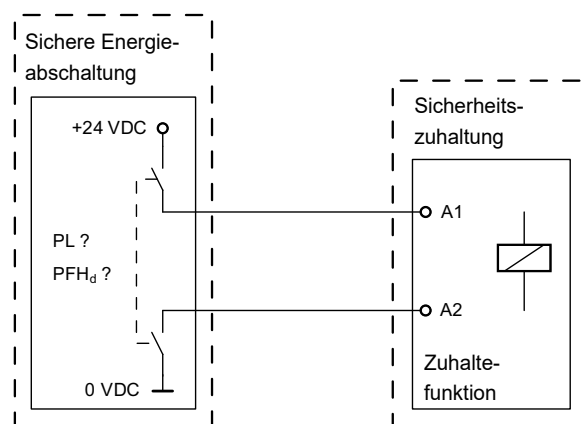 Sichere Energie-
abschaltung
+24 VDC
PL ?
PFHd ?
0 VDC
Sicherheits-
zuhaltung
A1
A2
Zuhalte-
funktion